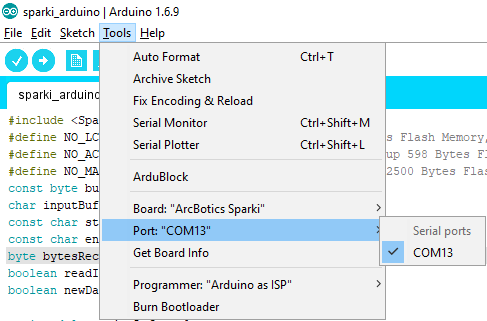 sparki_arduino | Arduino 1.6.9
File Edit Sketch Tools Help
Auto Format Ctrl+T
Archive Sketch
Fix Encoding & Reload
Serial Monitor Ctrl+Shift+M
Serial Plotter Ctrl+Shift+L
ArduBlock
Board: "ArcBotics Sparki"
Port: "COM13"
Get Board Info
Programmer: "Arduino as ISP"
Burn Bootloader
Serial ports
COM13
sparki_arduino
#include <Spa
#define NO_LC s Flash Memory,
#define NO_AC up 598 Bytes Fl
#define NO_MA 2500 Bytes Flas
const byte bu
char inputBuf
const char st
const char en
byte bytesRec
boolean readI
boolean newDa